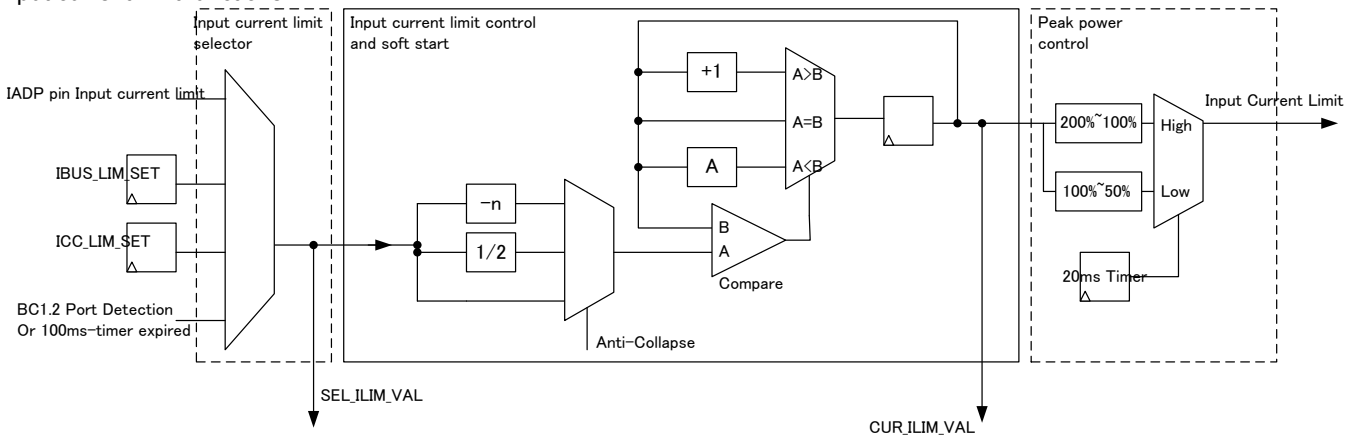 Input current limit
selector
Input current limit control
and soft start
Peak power
control
IADP pin Input current limit
IBUS_LIM_SET
ICC_LIM_SET
BC1.2 Port Detection
Or 100ms-timer expired
SEL_ILIM_VAL
-n
1/2
Anti-Collapse
+1
A
A>B
A=B
A<B
B
A
Compare
CUR_ILIM_VAL
200%~100%
100%~50%
High
Low
20ms Timer
Input Current Limit